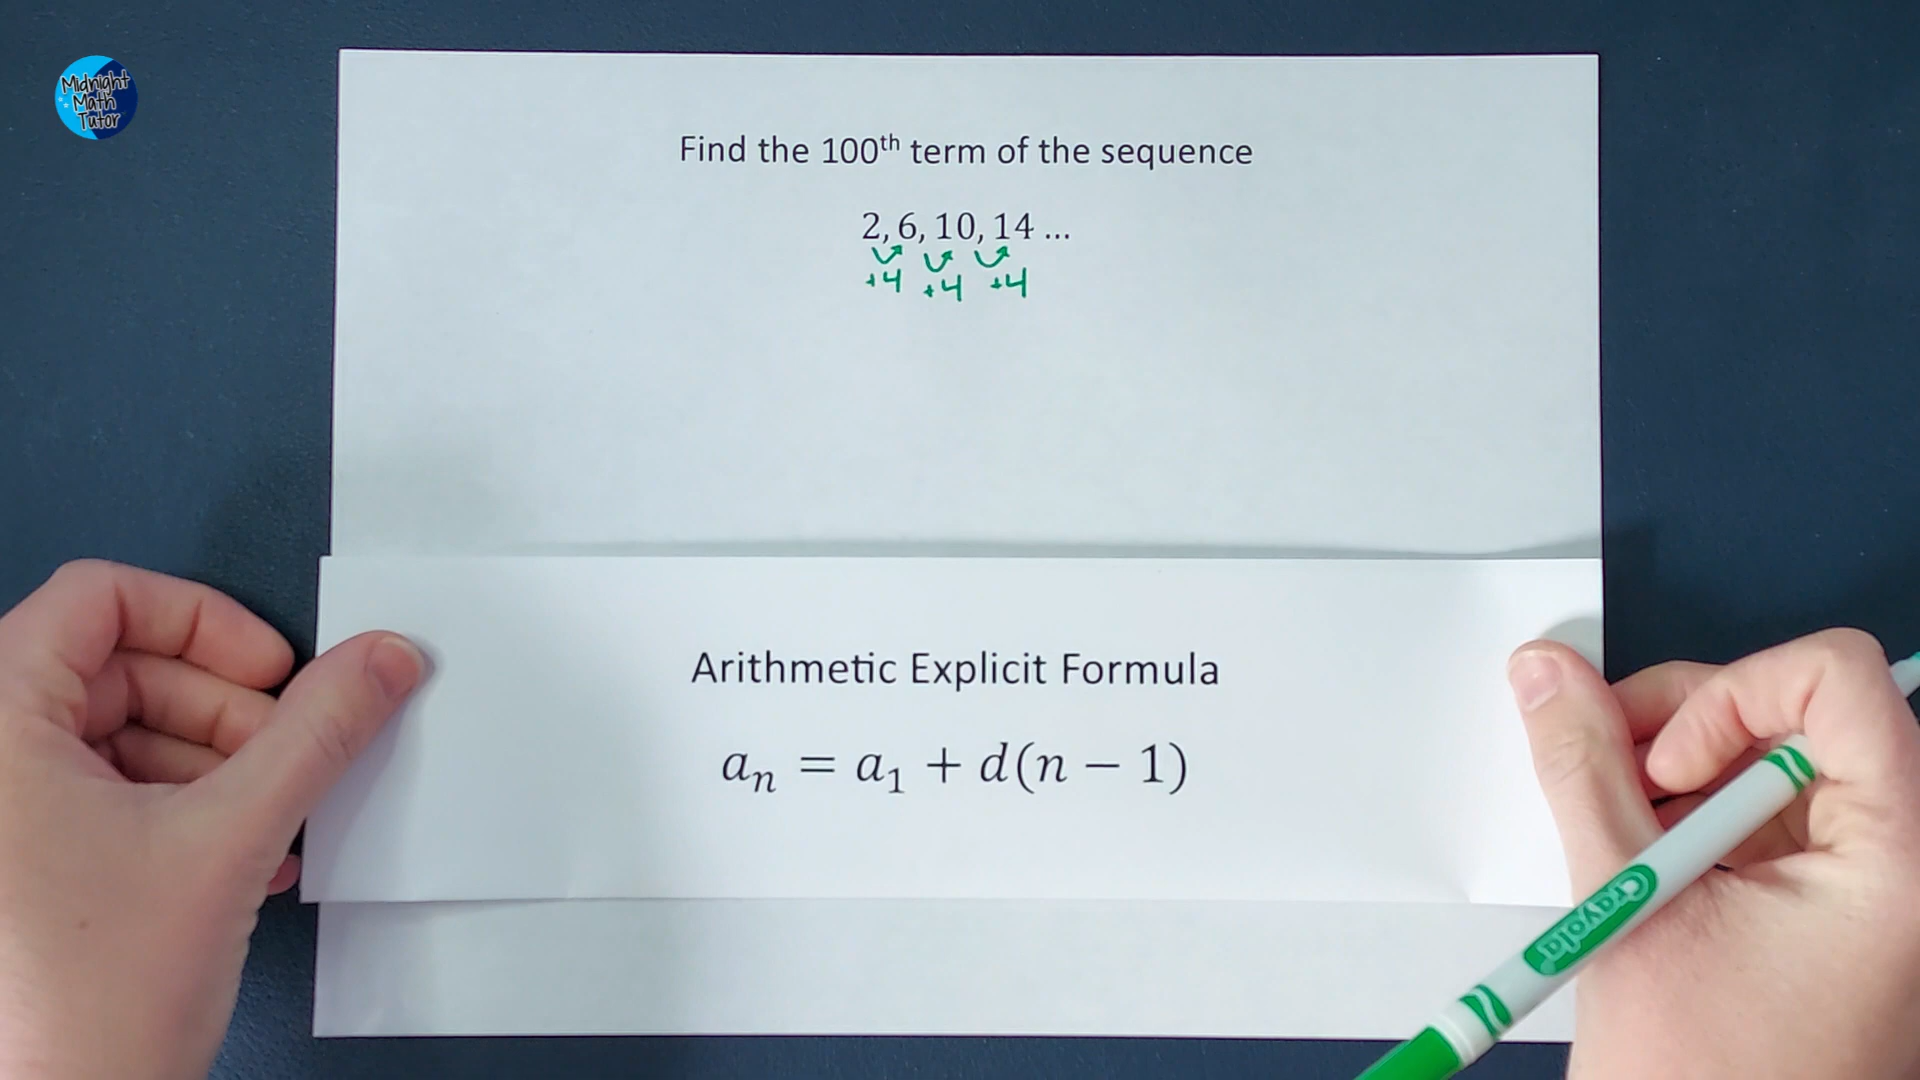 Midnight
Math
Tutor
Find the 100th term of the sequence
2, 6, 10, 14 ...
+4 +4 +4
Arithmetic Explicit Formula
aₙ = a₁ + d(n − 1)
Crayola